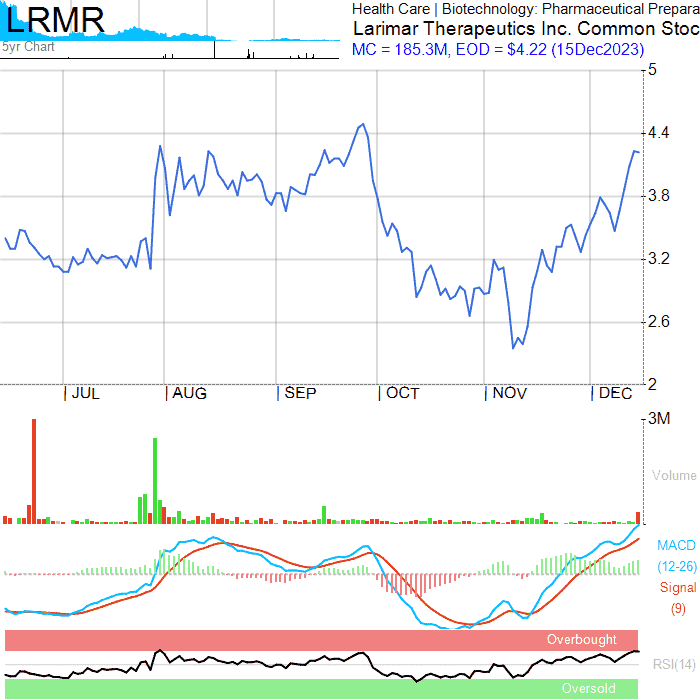 LRMR
5yr Chart
Health Care | Biotechnology: Pharmaceutical Prepara
Larimar Therapeutics Inc. Common Stoc
MC = 185.3M, EOD = $4.22 (15Dec2023)
5
4.4
3.8
3.2
2.6
2
JUL
AUG
SEP
OCT
NOV
DEC
3M
Volume
MACD
(12-26)
Signal
(9)
Overbought
RSI(14)
Oversold